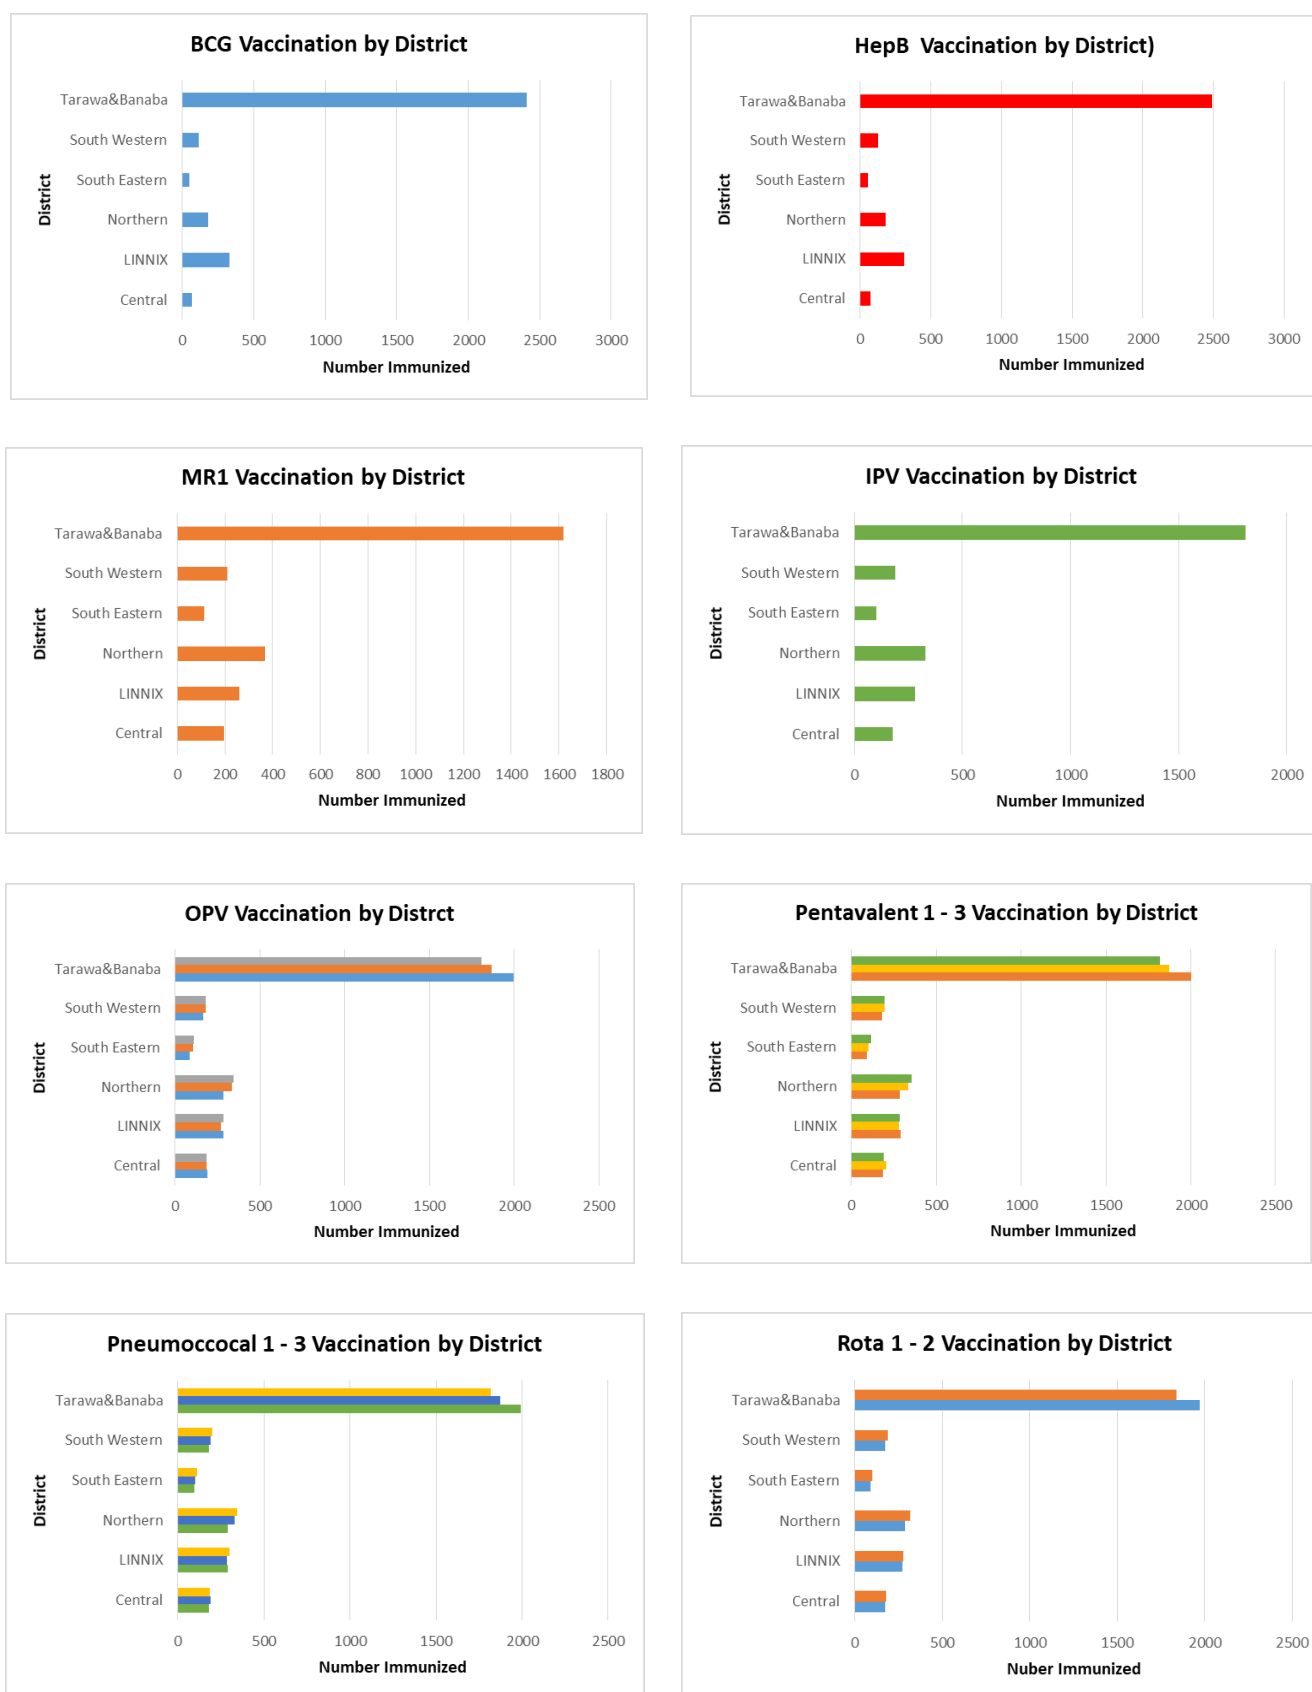 BCG Vaccination by District
District
Tarawa&Banaba
South Western
South Eastern
Northern
LINNIX
Central
0 500 1000 1500 2000 2500 3000
Number Immunized
HepB  Vaccination by District)
District
Tarawa&Banaba
South Western
South Eastern
Northern
LINNIX
Central
0 500 1000 1500 2000 2500 3000
Number Immunized
MR1 Vaccination by District
District
Tarawa&Banaba
South Western
South Eastern
Northern
LINNIX
Central
0 200 400 600 800 1000 1200 1400 1600 1800
Number Immunized
IPV Vaccination by District
District
Tarawa&Banaba
South Western
South Eastern
Northern
LINNIX
Central
0 500 1000 1500 2000
Number Immunized
OPV Vaccination by Distrct
District
Tarawa&Banaba
South Western
South Eastern
Northern
LINNIX
Central
0 500 1000 1500 2000 2500
Number Immunized
Pentavalent 1 - 3 Vaccination by District
District
Tarawa&Banaba
South Western
South Eastern
Northern
LINNIX
Central
0 500 1000 1500 2000 2500
Number Immunized
Pneumoccocal 1 - 3 Vaccination by District
District
Tarawa&Banaba
South Western
South Eastern
Northern
LINNIX
Central
0 500 1000 1500 2000 2500
Number Immunized
Rota 1 - 2 Vaccination by District
District
Tarawa&Banaba
South Western
South Eastern
Northern
LINNIX
Central
0 500 1000 1500 2000 2500
Nuber Immunized